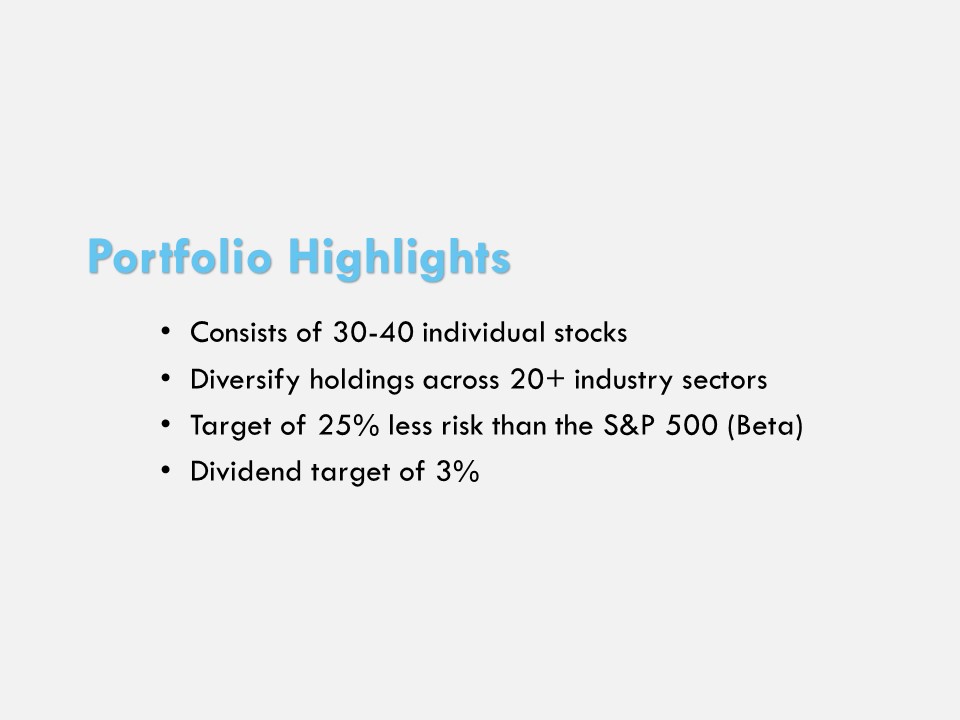 Portfolio Highlights
• Consists of 30-40 individual stocks
• Diversify holdings across 20+ industry sectors
• Target of 25% less risk than the S&P 500 (Beta)
• Dividend target of 3%